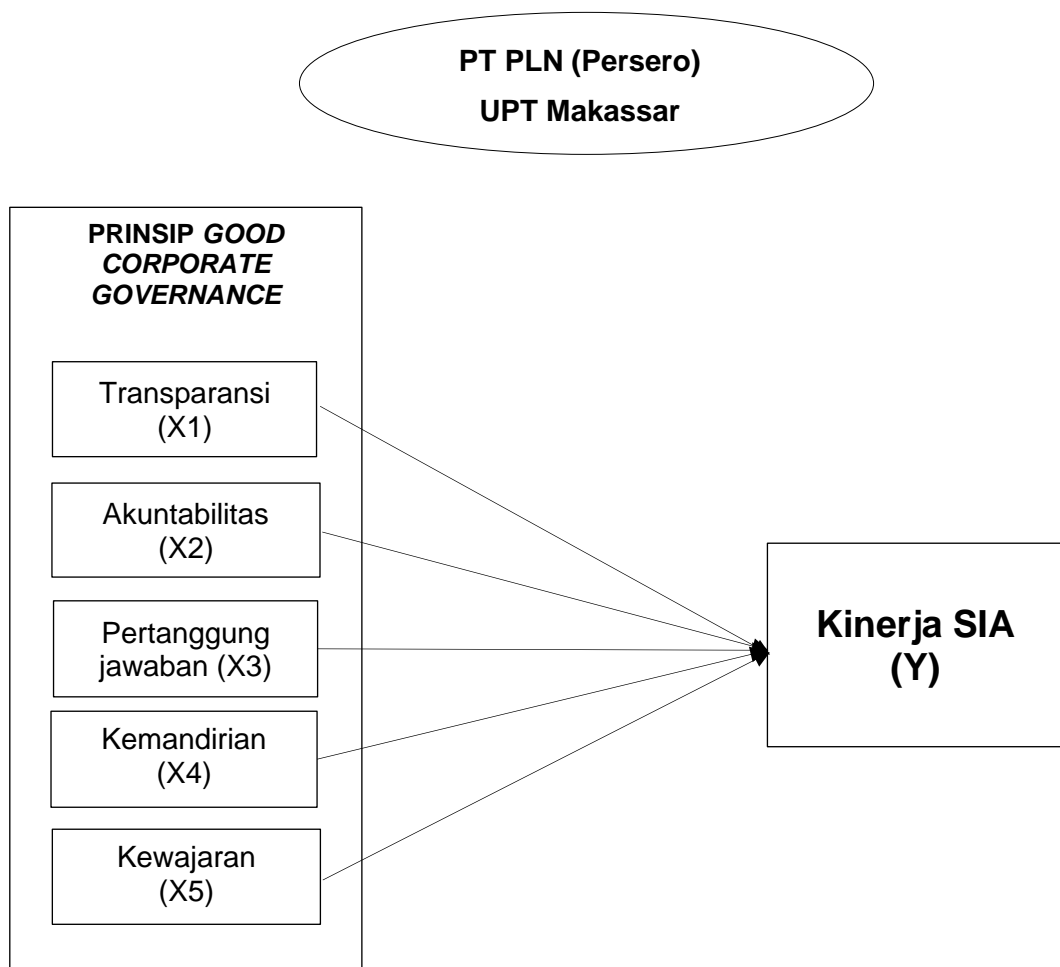 PT PLN (Persero)
UPT Makassar
PRINSIP GOOD
CORPORATE
GOVERNANCE
Transparansi
(X1)
Akuntabilitas
(X2)
Pertanggung
jawaban (X3)
Kemandirian
(X4)
Kewajaran
(X5)
Kinerja SIA
(Y)